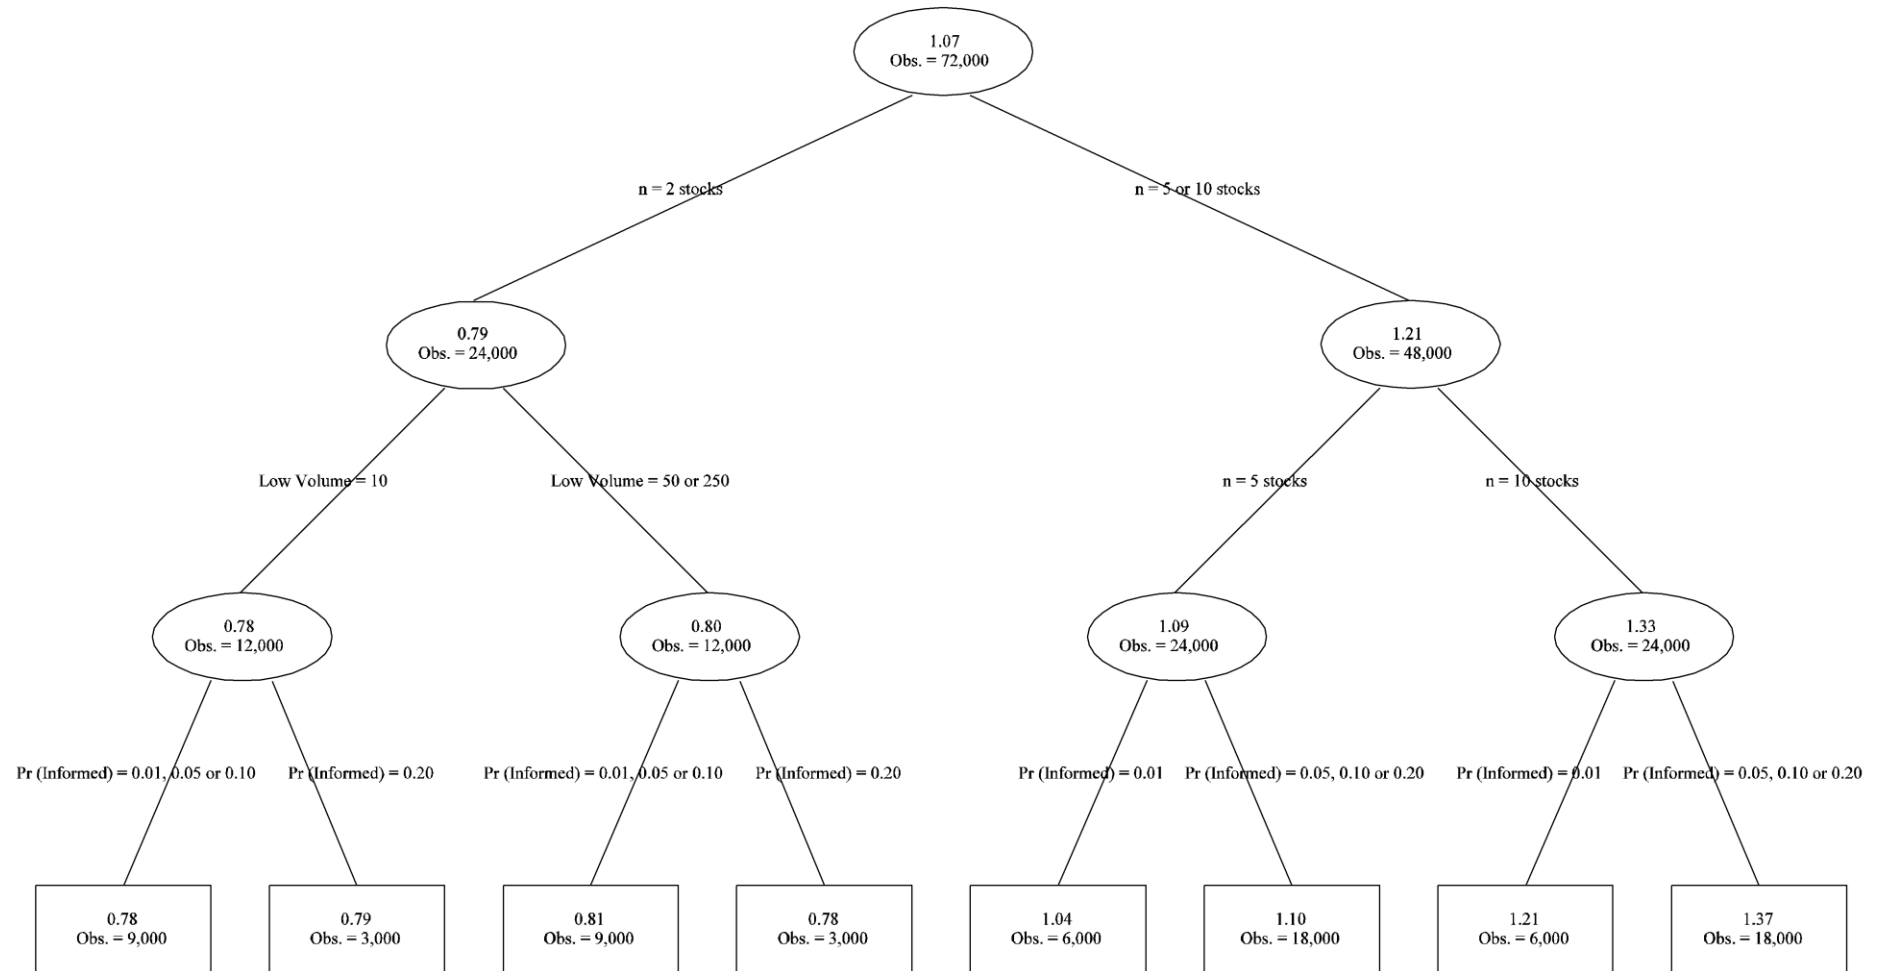 1.07
Obs. = 72,000
n = 2 stocks
n = 5 or 10 stocks
0.79
Obs. = 24,000
1.21
Obs. = 48,000
Low Volume = 10
Low Volume = 50 or 250
n = 5 stocks
n = 10 stocks
0.78
Obs. = 12,000
0.80
Obs. = 12,000
1.09
Obs. = 24,000
1.33
Obs. = 24,000
Pr (Informed) = 0.01, 0.05 or 0.10
Pr (Informed) = 0.20
Pr (Informed) = 0.01, 0.05 or 0.10
Pr (Informed) = 0.20
Pr (Informed) = 0.01
Pr (Informed) = 0.05, 0.10 or 0.20
Pr (Informed) = 0.01
Pr (Informed) = 0.05, 0.10 or 0.20
0.78
Obs. = 9,000
0.79
Obs. = 3,000
0.81
Obs. = 9,000
0.78
Obs. = 3,000
1.04
Obs. = 6,000
1.10
Obs. = 18,000
1.21
Obs. = 6,000
1.37
Obs. = 18,000